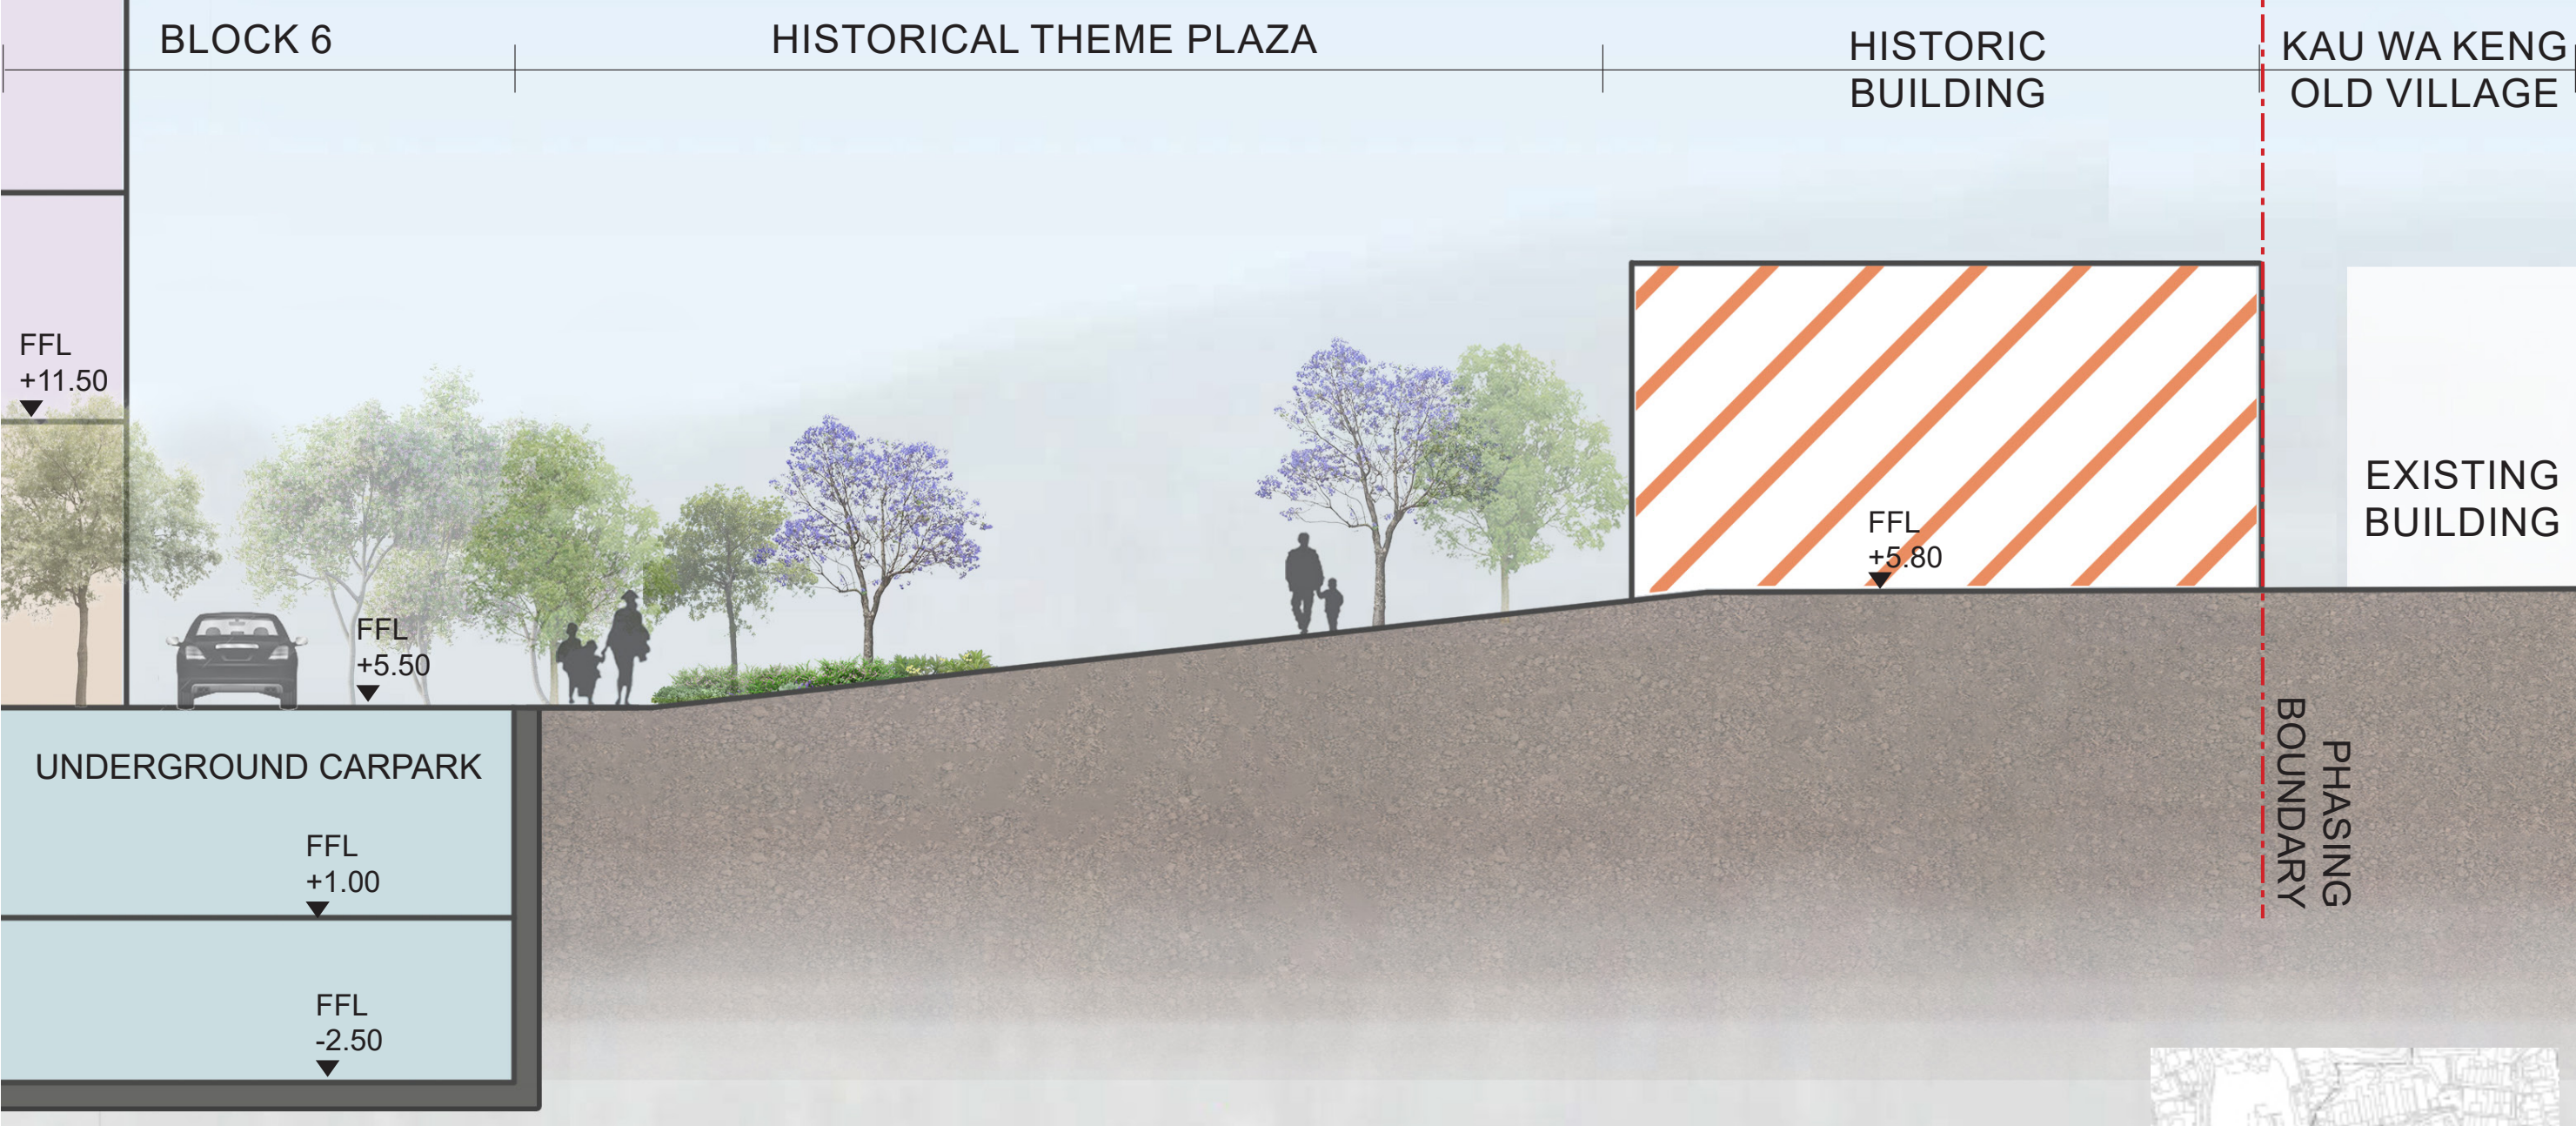 BLOCK 6
HISTORICAL THEME PLAZA
HISTORIC
BUILDING
KAU WA KENG
OLD VILLAGE
FFL
+11.50
FFL
+5.50
FFL
+5.80
EXISTING
BUILDING
UNDERGROUND CARPARK
FFL
+1.00
FFL
-2.50
PHASING
BOUNDARY